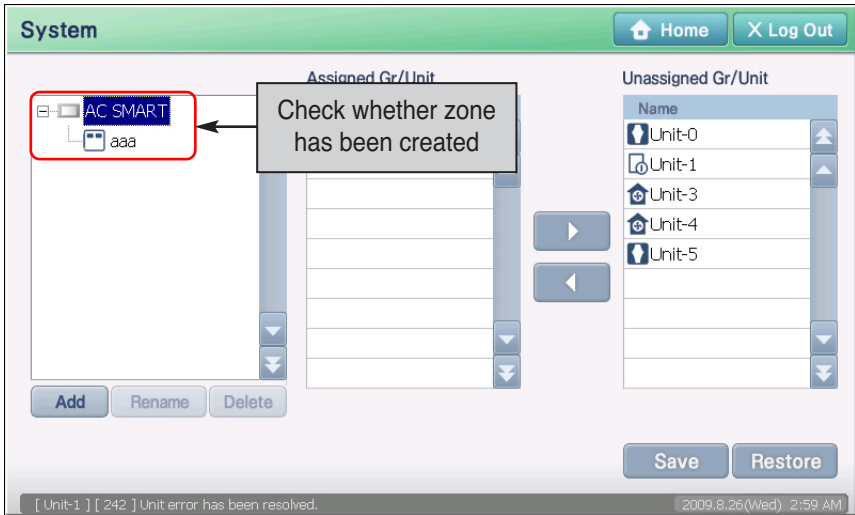 System
Home
X Log Out
Assigned Gr/Unit
Unassigned Gr/Unit
AC SMART
aaa
Check whether zone
has been created
Name
Unit-0
Unit-1
Unit-3
Unit-4
Unit-5
Add
Rename
Delete
Save
Restore
[ Unit-1 ] [ 242 ] Unit error has been resolved.
2009.8.26(Wed) 2:59 AM